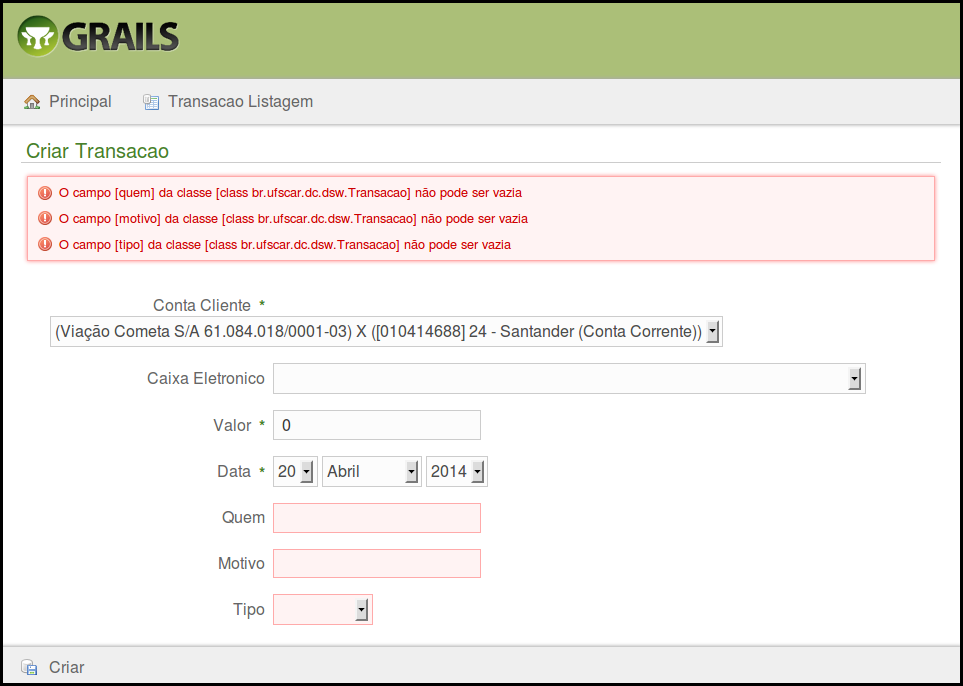 GRAILS
Principal Transacao Listagem
Criar Transacao
O campo [quem] da classe [class br.ufscar.dc.dsw.Transacao] não pode ser vazia
O campo [motivo] da classe [class br.ufscar.dc.dsw.Transacao] não pode ser vazia
O campo [tipo] da classe [class br.ufscar.dc.dsw.Transacao] não pode ser vazia
Conta Cliente *
(Viação Cometa S/A 61.084.018/0001-03) X ([010414688] 24 - Santander (Conta Corrente))
Caixa Eletronico
Valor * 0
Data * 20 Abril 2014
Quem
Motivo
Tipo
Criar